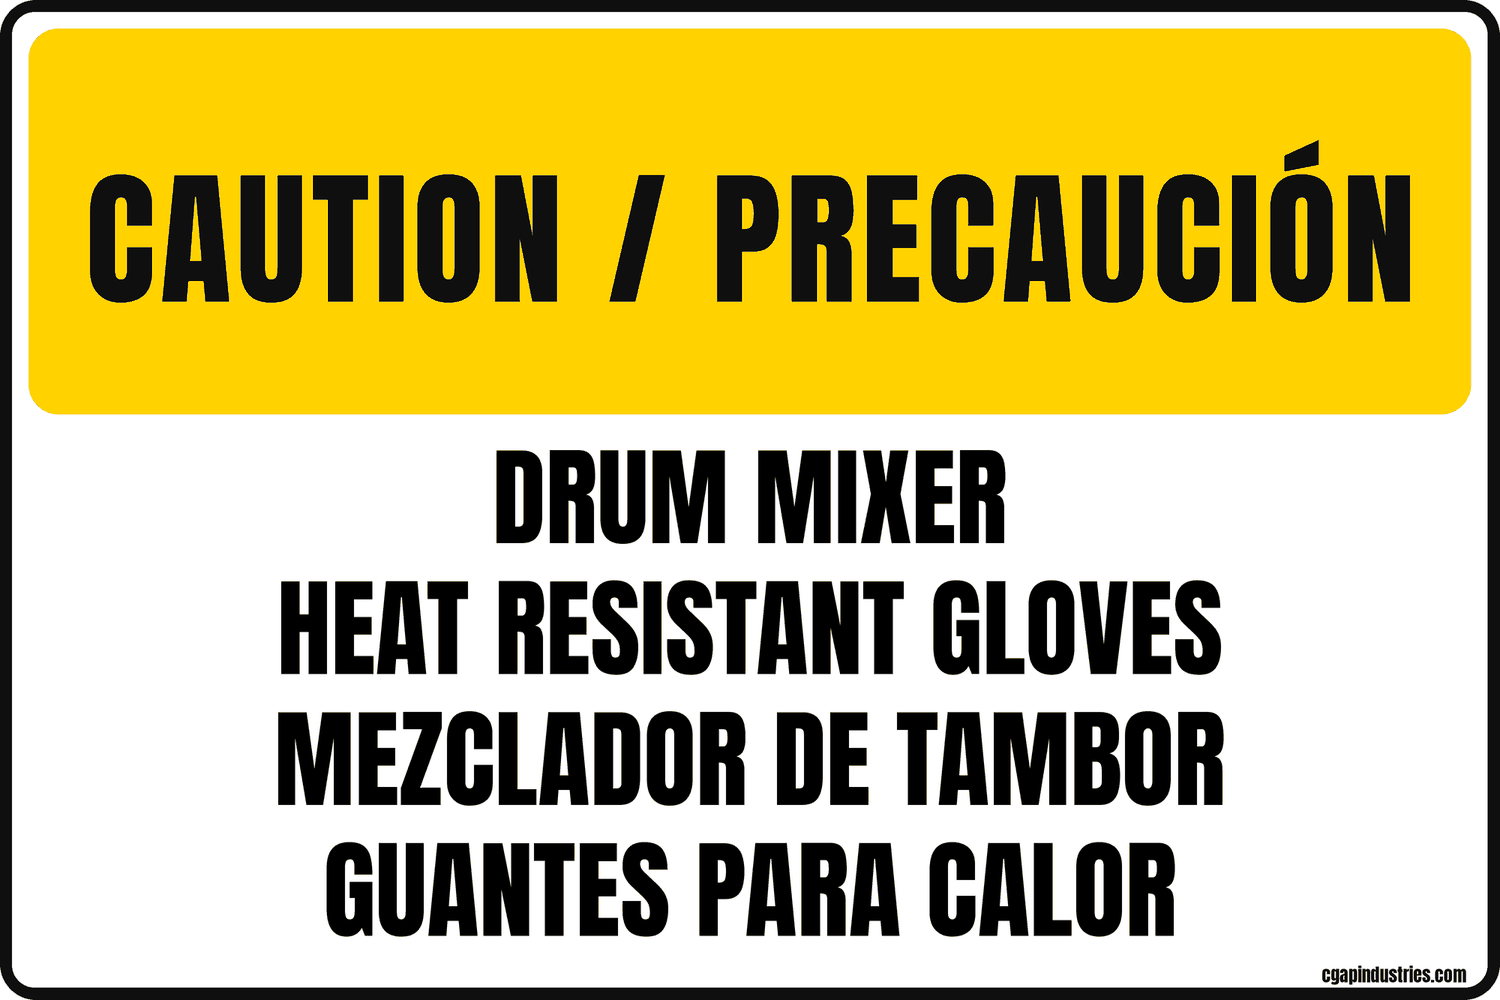 CAUTION / PRECAUCIÓN
DRUM MIXER
HEAT RESISTANT GLOVES
MEZCLADOR DE TAMBOR
GUANTES PARA CALOR
cgapindustries.com